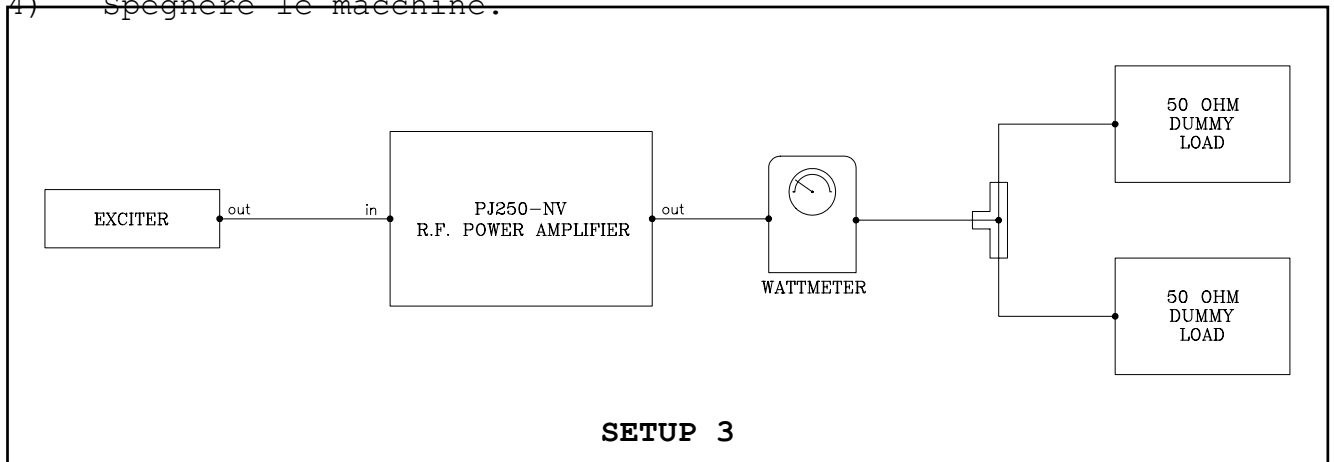 4) Spegnere le macchine.
50 OHM
DUMMY
LOAD
EXCITER
out
in
PJ250-NV
R.F. POWER AMPLIFIER
out
WATTMETER
50 OHM
DUMMY
LOAD
SETUP 3